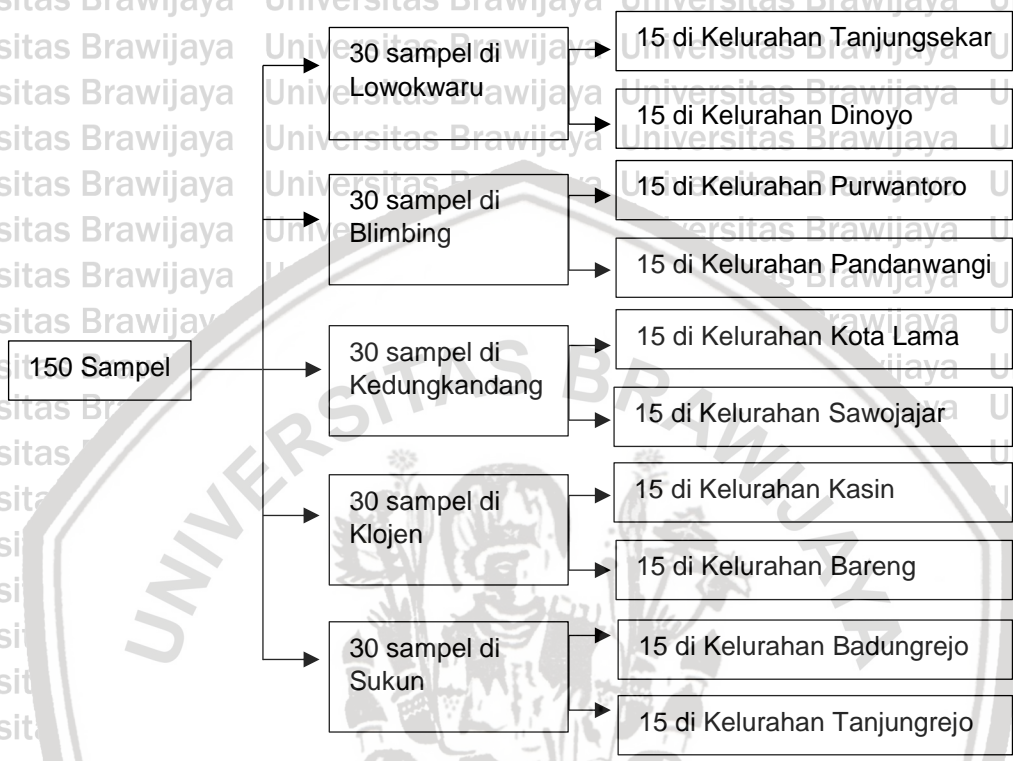 150 Sampel
30 sampel di
Lowokwaru
15 di Kelurahan Tanjungsekar
15 di Kelurahan Dinoyo
30 sampel di
Blimbing
15 di Kelurahan Purwantoro
15 di Kelurahan Pandanwangi
30 sampel di
Kedungkandang
15 di Kelurahan Kota Lama
15 di Kelurahan Sawojajar
30 sampel di
Klojen
15 di Kelurahan Kasin
15 di Kelurahan Bareng
30 sampel di
Sukun
15 di Kelurahan Badungrejo
15 di Kelurahan Tanjungrejo
UNIVERSITAS BRAWIJAYA